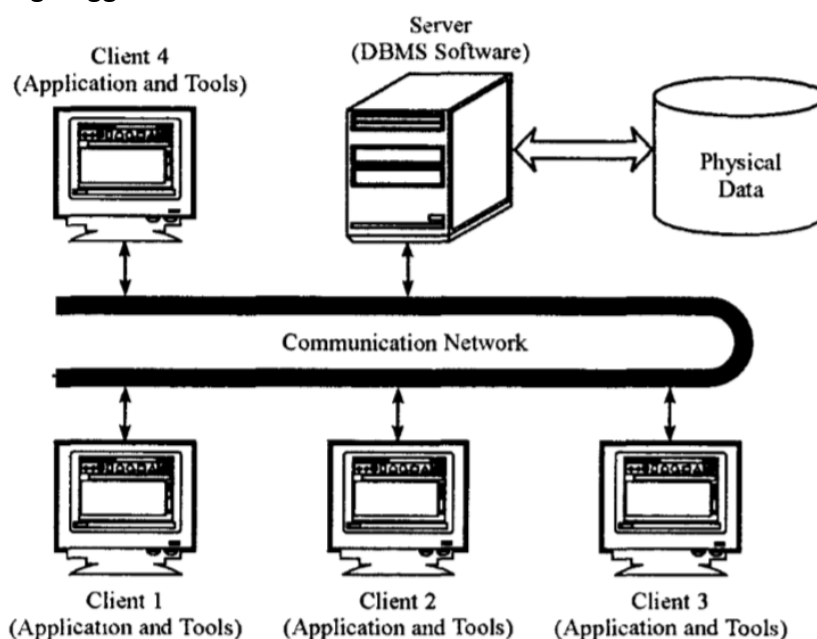 Server
(DBMS Software)
Client 4
(Application and Tools)
Physical
Data
Communication Network
Client 1
(Application and Tools)
Client 2
(Application and Tools)
Client 3
(Application and Tools)